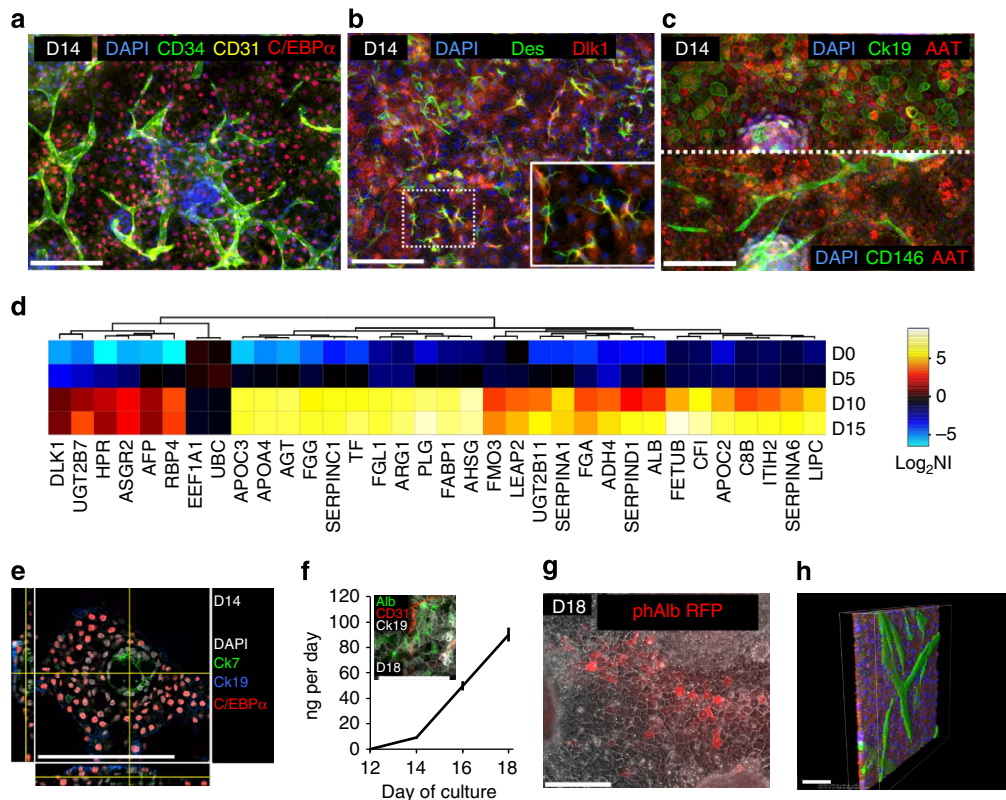 a
D14 DAPI CD34 CD31 C/EBPα
b
D14 DAPI Des Dlk1
c
D14 DAPI Ck19 AAT
DAPI CD146 AAT
d
D0
D5
D10
D15
DLK1 UGT2B7 HPR ASGR2 AFP RBP4 EEF1A1 UBC APOC3 APOA4 AGT FGG SERPINC1 TF FGL1 ARG1 PLG FABP1 AHSG FMO3 LEAP2 UGT2B11 SERPINA1 FGA ADH4 SERPIND1 ALB FETUB CFI APOC2 C8B ITIH2 SERPINA6 LIPC
5
0
−5
Log₂NI
e
D14
DAPI
Ck7
Ck19
C/EBPα
f
ng per day
120
100
80
60
40
20
0
Alb
CD31
Ck19
D18
12 14 16 18
Day of culture
g
D18 phAlb RFP
h